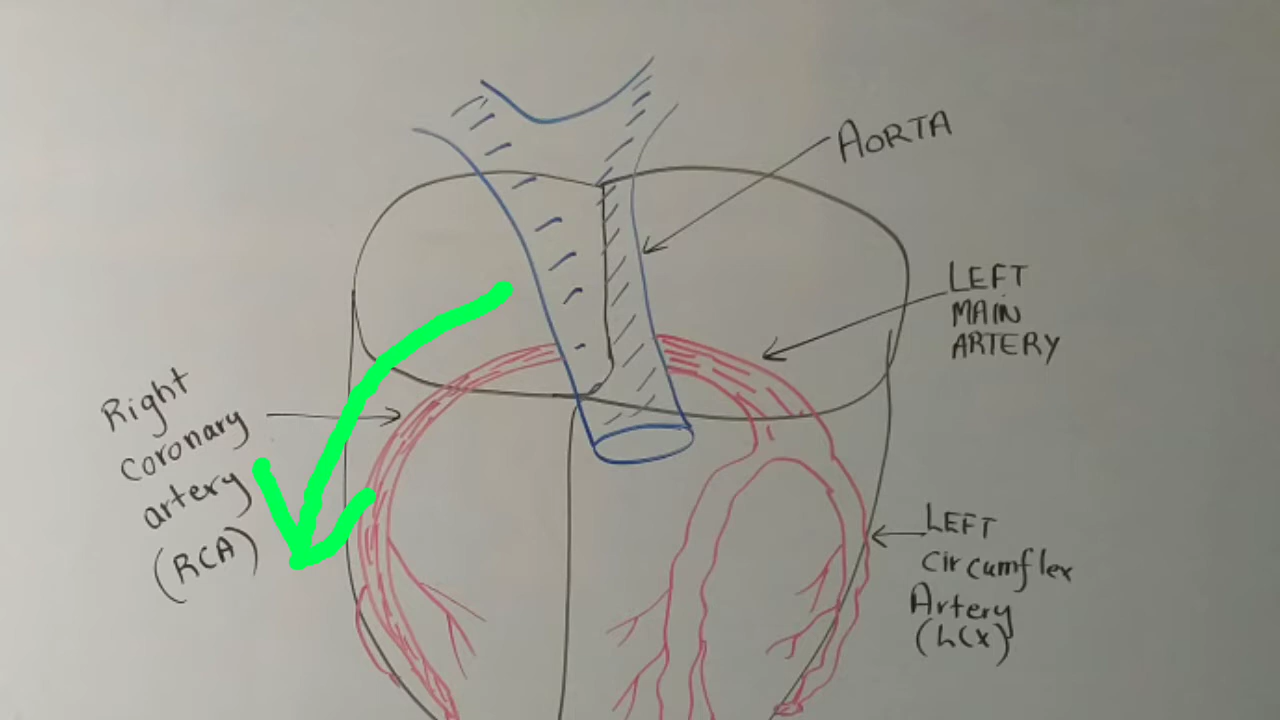 AORTA
LEFT
MAIN
ARTERY
Right
coronary
artery
(RCA)
LEFT
circumflex
Artery
(LCX)